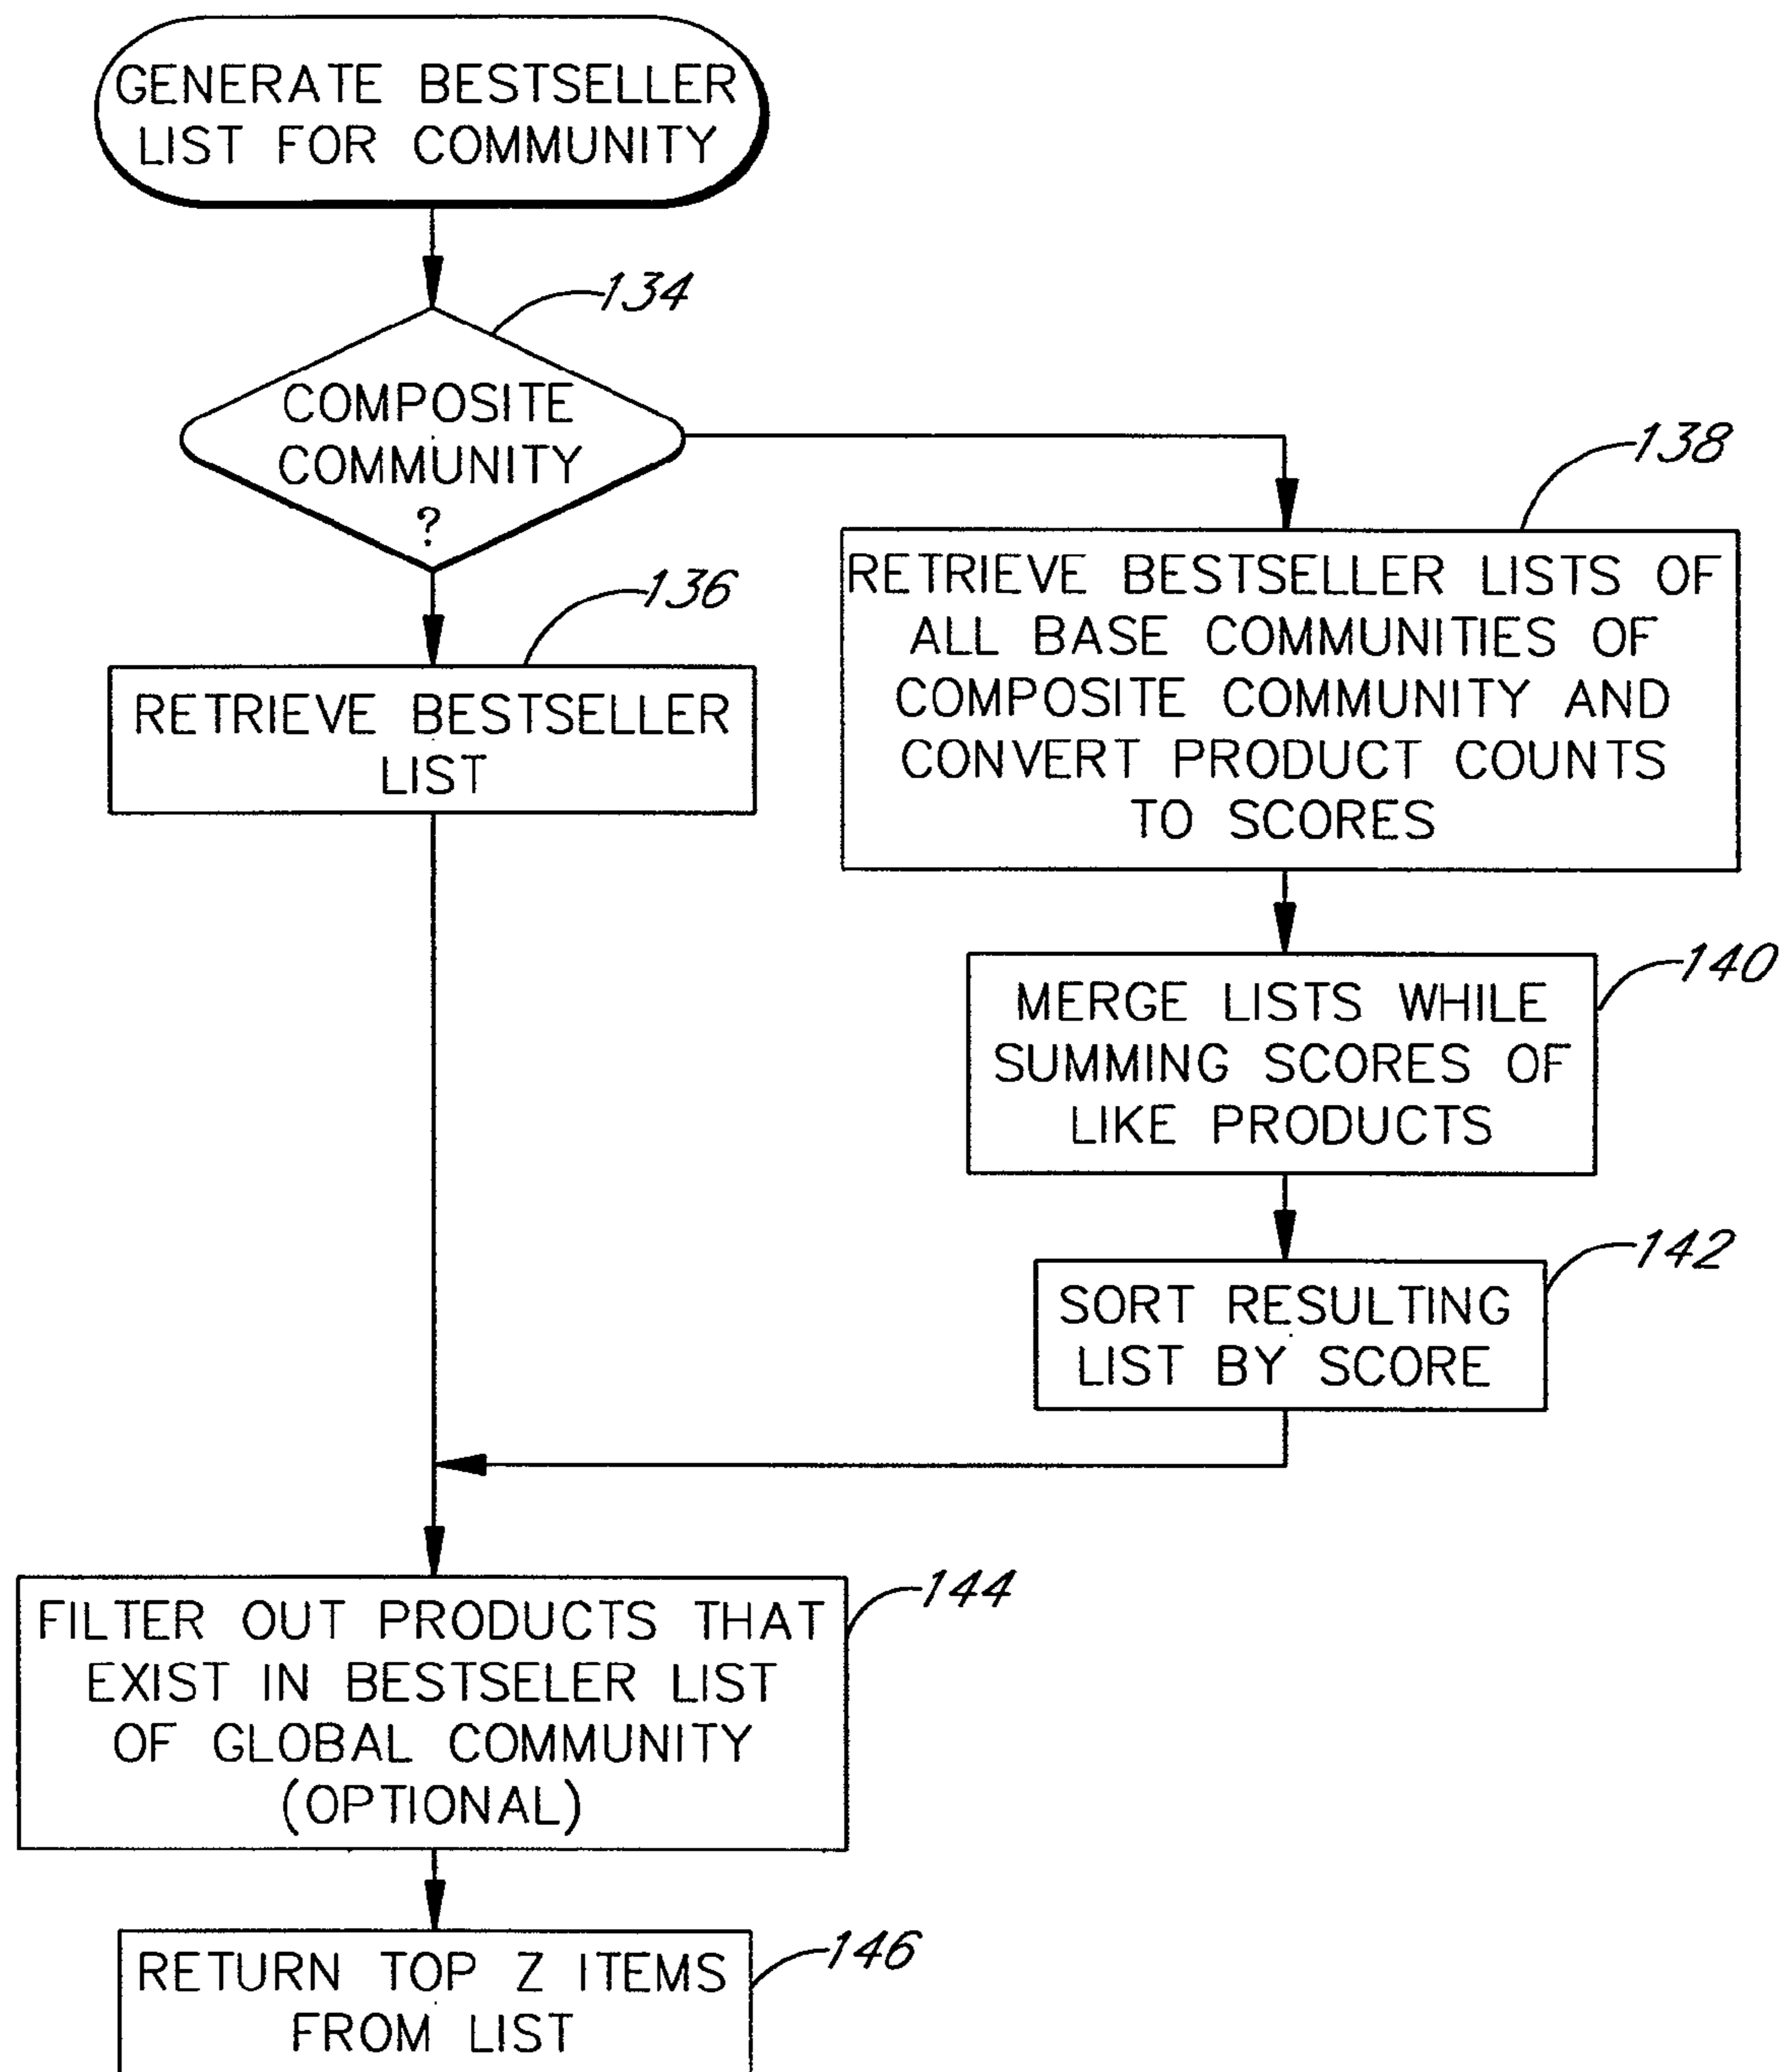 GENERATE BESTSELLER
LIST FOR COMMUNITY
134
COMPOSITE
COMMUNITY
?
136
RETRIEVE BESTSELLER
LIST
138
RETRIEVE BESTSELLER LISTS OF
ALL BASE COMMUNITIES OF
COMPOSITE COMMUNITY AND
CONVERT PRODUCT COUNTS
TO SCORES
140
MERGE LISTS WHILE
SUMMING SCORES OF
LIKE PRODUCTS
142
SORT RESULTING
LIST BY SCORE
144
FILTER OUT PRODUCTS THAT
EXIST IN BESTSELER LIST
OF GLOBAL COMMUNITY
(OPTIONAL)
146
RETURN TOP Z ITEMS
FROM LIST